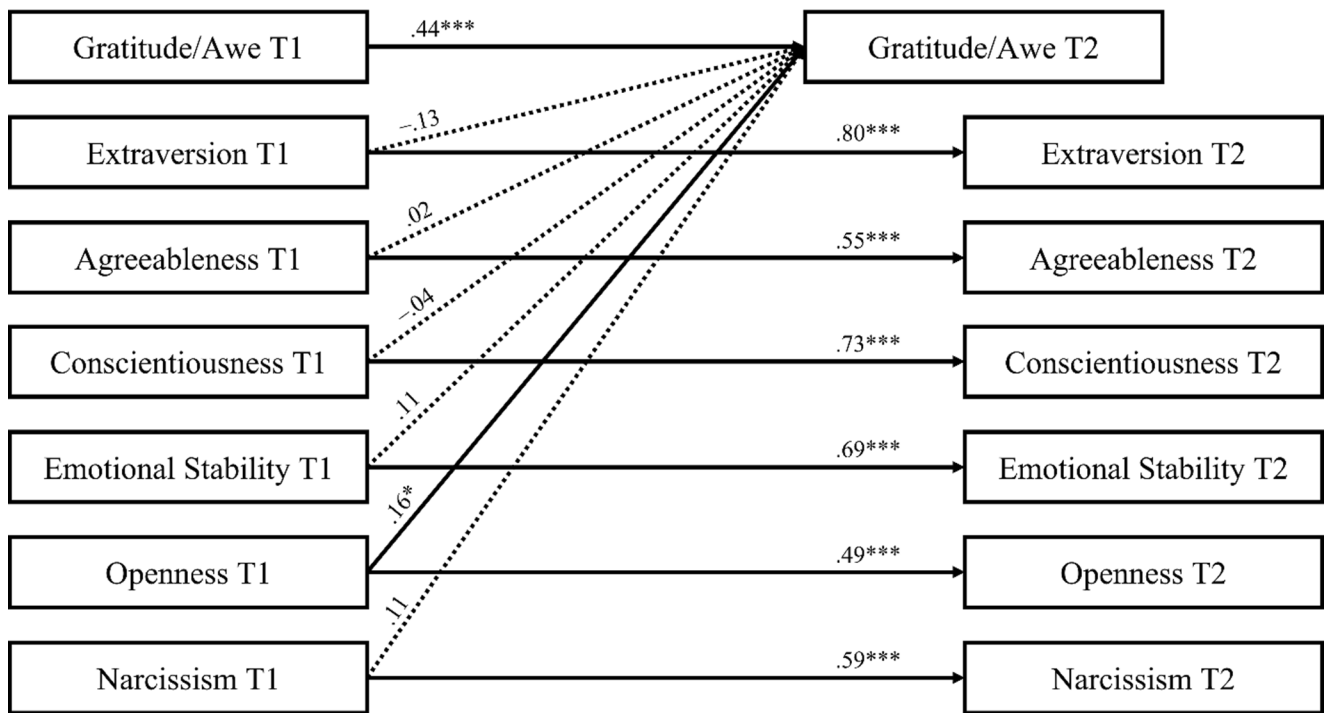 Gratitude/Awe T1
.44***
Gratitude/Awe T2
Extraversion T1
–.13
.80***
Extraversion T2
Agreeableness T1
.02
.55***
Agreeableness T2
Conscientiousness T1
–.04
.73***
Conscientiousness T2
Emotional Stability T1
.11
.69***
Emotional Stability T2
Openness T1
.16*
.49***
Openness T2
Narcissism T1
.11
.59***
Narcissism T2